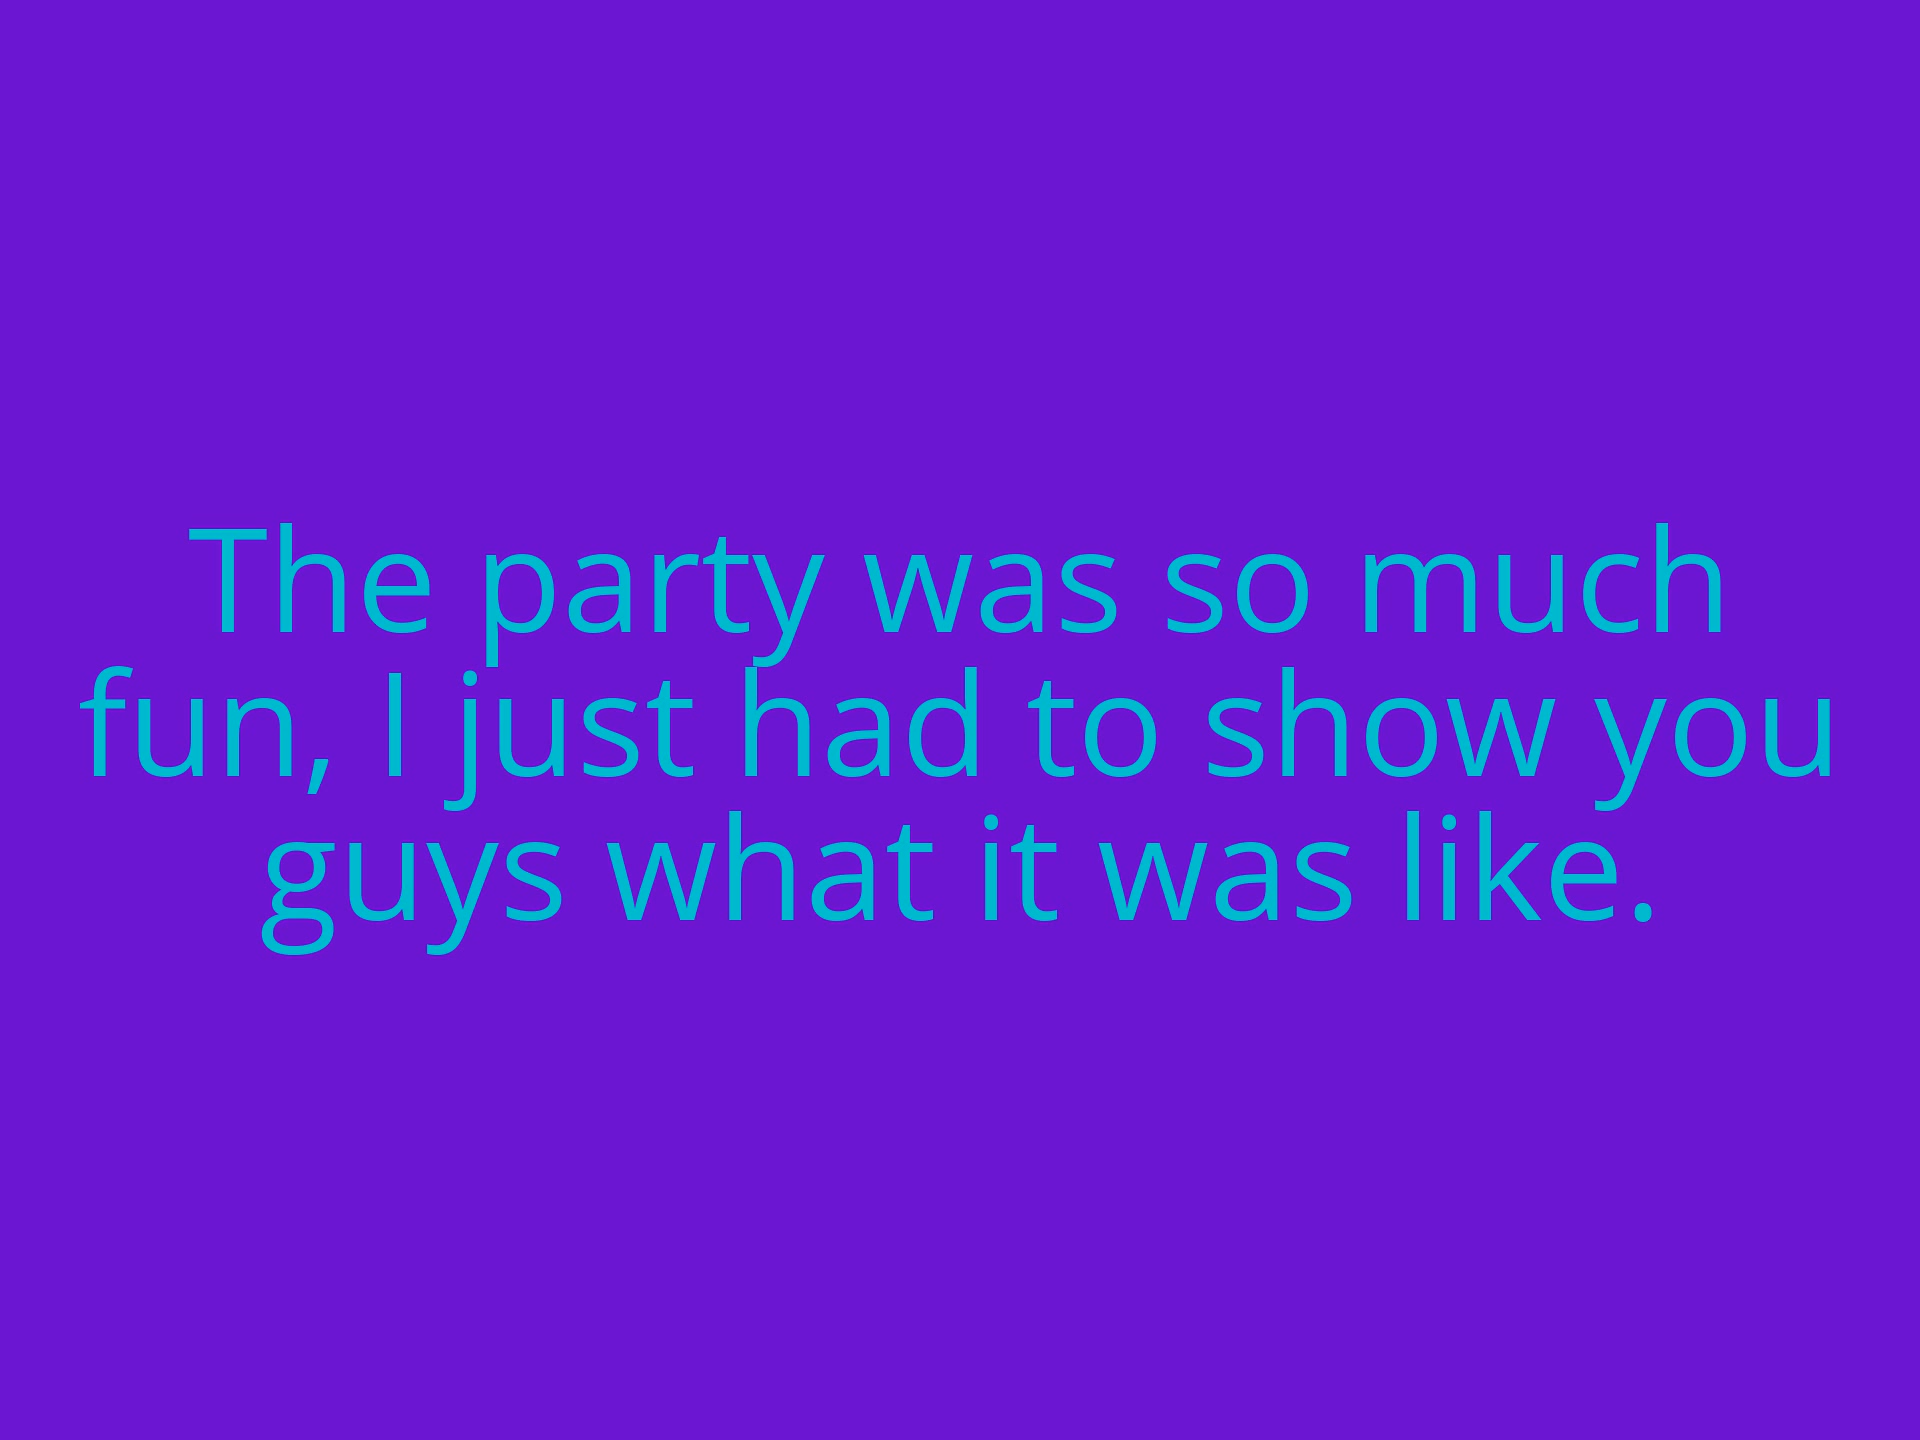 The party was so much
fun, I just had to show you
guys what it was like.